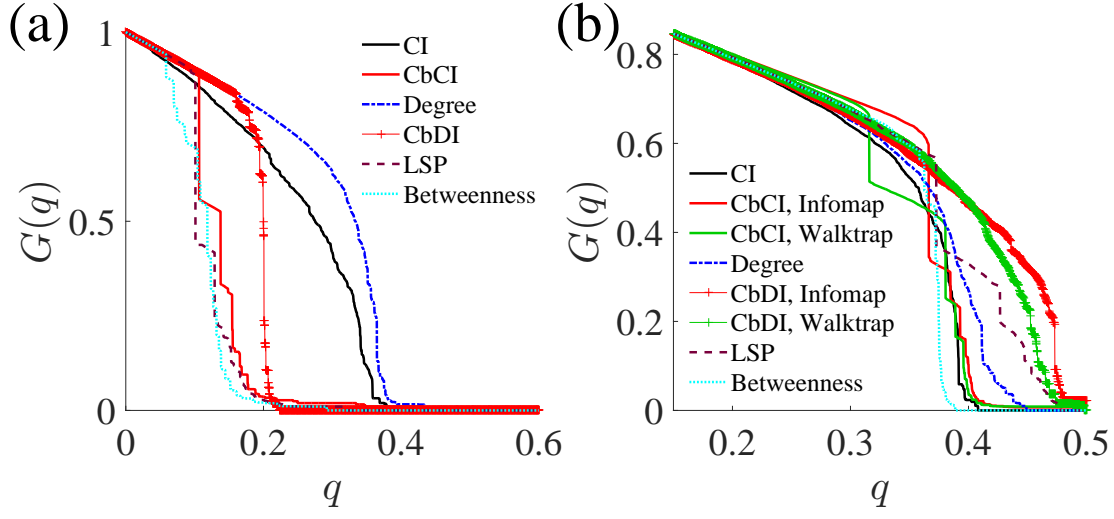 (a)
1
0.5
0
G(q)
0
0.2
0.4
0.6
q
CI
CbCI
Degree
CbDI
LSP
Betweenness
(b)
0.8
0.6
0.4
0.2
0
G(q)
0.2
0.3
0.4
0.5
q
CI
CbCI, Infomap
CbCI, Walktrap
Degree
CbDI, Infomap
CbDI, Walktrap
LSP
Betweenness